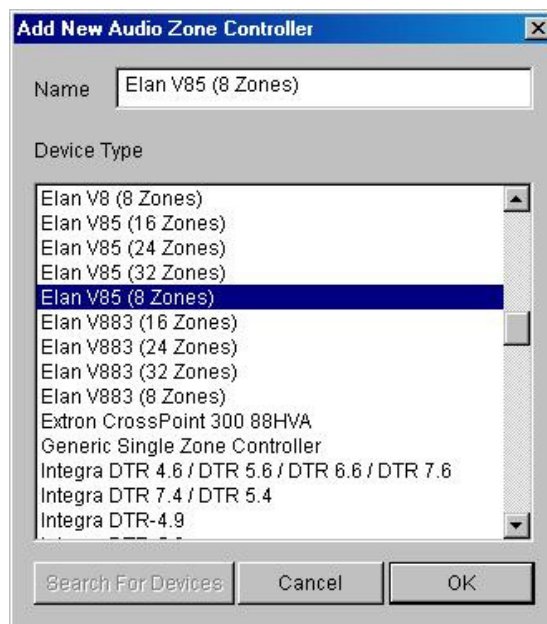 Add New Audio Zone Controller
Name
Elan V85 (8 Zones)
Device Type
Elan V8 (8 Zones)
Elan V85 (16 Zones)
Elan V85 (24 Zones)
Elan V85 (32 Zones)
Elan V85 (8 Zones)
Elan V883 (16 Zones)
Elan V883 (24 Zones)
Elan V883 (32 Zones)
Elan V883 (8 Zones)
Extron CrossPoint 300 88HVA
Generic Single Zone Controller
Integra DTR 4.6 / DTR 5.6 / DTR 6.6 / DTR 7.6
Integra DTR 7.4 / DTR 5.4
Integra DTR-4.9
Search For Devices
Cancel
OK